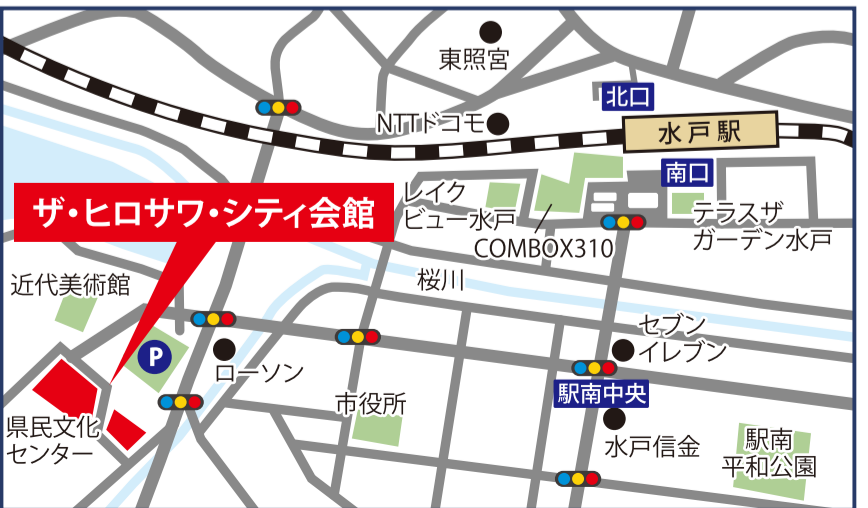 東照宮
北口
NTTドコモ
水戸駅
南口
ザ・ヒロサワ・シティ会館
レイク
ビュー水戸
テラスザ
ガーデン水戸
COMBOX310
近代美術館
桜川
セブン
イレブン
P
ローソン
駅南中央
市役所
県民文化
センター
水戸信金
駅南
平和公園